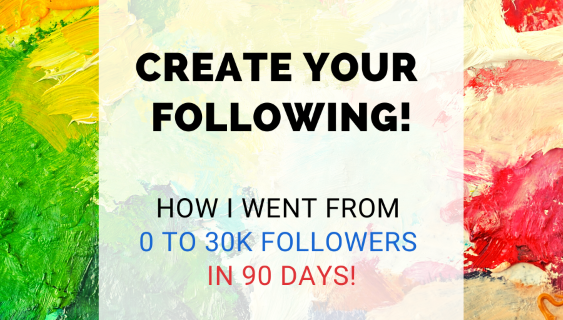 CREATE YOUR
FOLLOWING!
HOW I WENT FROM
0 TO 30K FOLLOWERS
IN 90 DAYS!